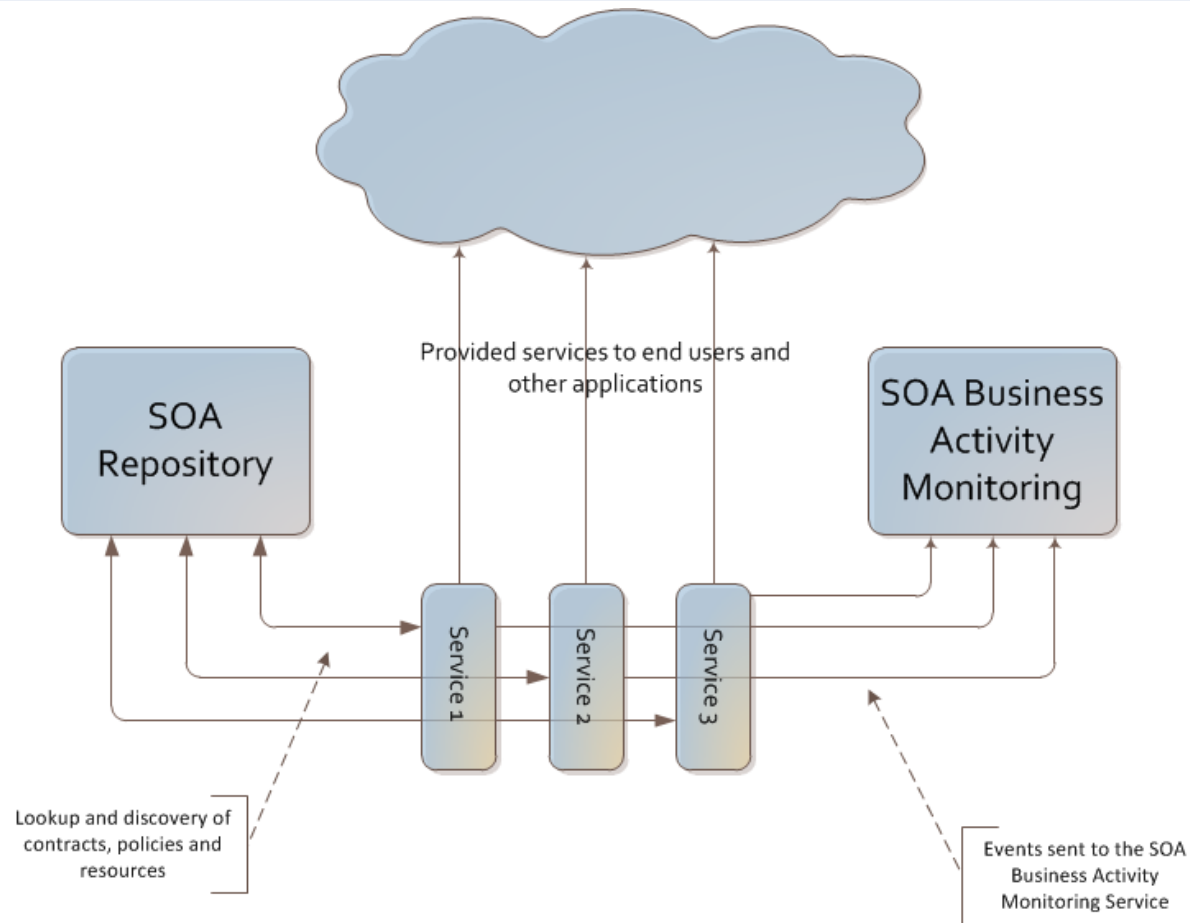 Provided services to end users and
other applications
SOA
Repository
SOA Business
Activity
Monitoring
Service 1
Service 2
Service 3
Lookup and discovery of
contracts, policies and
resources
Events sent to the SOA
Business Activity
Monitoring Service